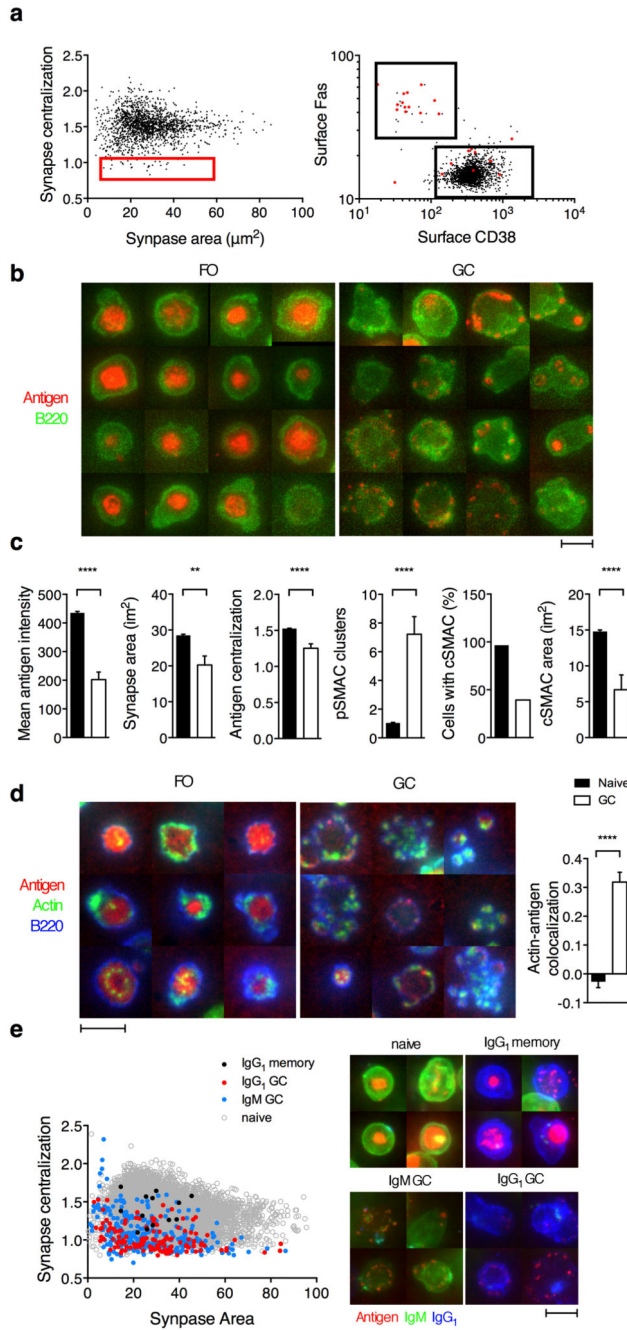 a
Synapse centralization
2.5
2.0
1.5
1.0
0.5
0 20 40 60 80 100
Synpase area (μm²)
Surface Fas
100
10
10¹ 10² 10³ 10⁴
Surface CD38
b
FO GC
Antigen
B220
c
Mean antigen intensity
500
400
300
200
100
0
****
Synapse area (im²)
40
30
20
10
0
**
Antigen centralization
2.0
1.5
1.0
0.5
0.0
****
pSMAC clusters
10
8
6
4
2
0
****
Cells with cSMAC (%)
150
100
50
0
cSMAC area (im²)
20
15
10
5
0
****
d
FO GC
Antigen
Actin
B220
Naive
GC
****
Actin-antigen
colocalization
0.4
0.3
0.2
0.1
0.0
-0.1
e
IgG₁ memory
IgG₁ GC
IgM GC
naive
Synapse centralization
2.5
2.0
1.5
1.0
0.5
0 20 40 60 80 100
Synpase Area
naive IgG₁ memory
IgM GC IgG₁ GC
Antigen IgM IgG₁